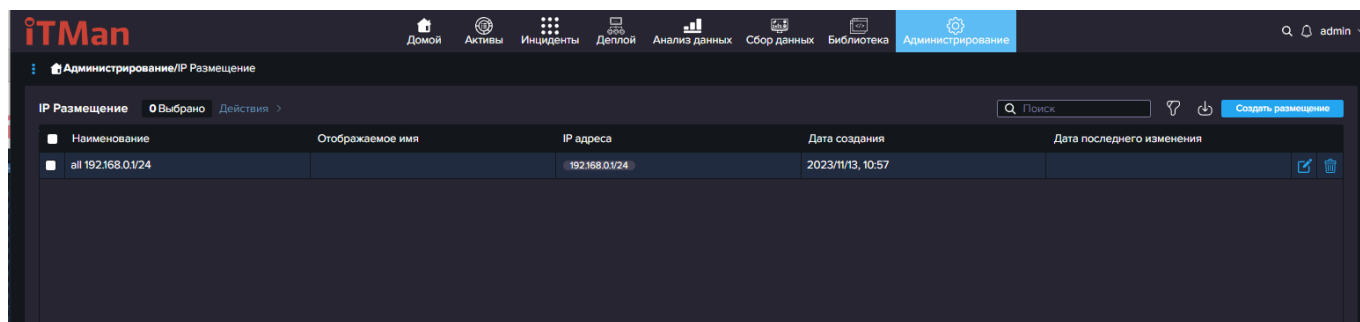 iTMan
Домой Активы Инциденты Деплой Анализ данных Сбор данных Библиотека Администрирование admin
Администрирование/IP Размещение
IP Размещение 0 Выбрано Действия > Поиск Создать размещение
Наименование Отображаемое имя IP адреса Дата создания Дата последнего изменения
all 192.168.0.1/24 192.168.0.1/24 2023/11/13, 10:57